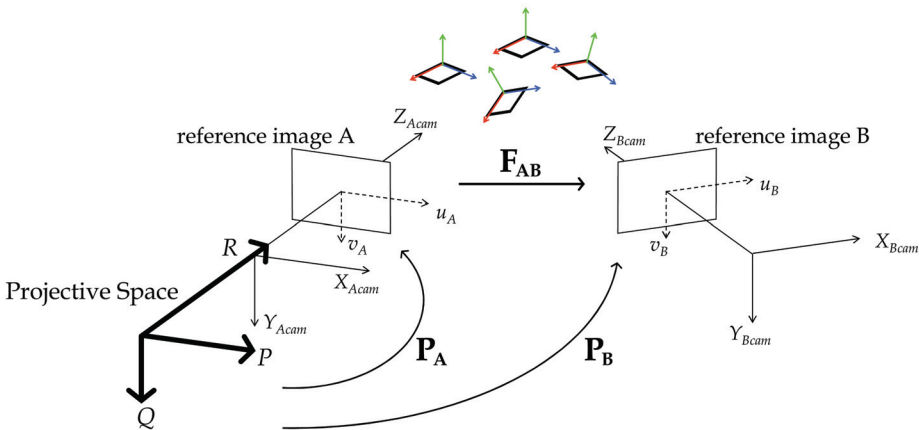 Z_Acam
Z_Bcam
reference image A
reference image B
F_AB
u_A
u_B
v_A
v_B
R
X_Acam
X_Bcam
Projective Space
Y_Acam
Y_Bcam
P
P_A
P_B
Q